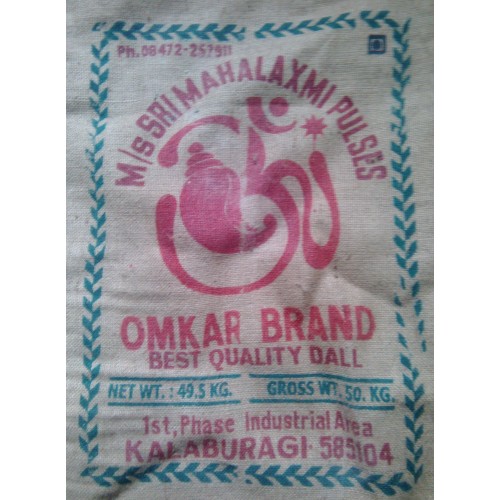 Ph.08472-257911
M/s SRI MAHALAXMI PULSES
OMKAR BRAND
BEST QUALITY DALL
NET WT. : 49.5 KG. GROSS WT. 50. KG.
1st, Phase Industrial Area
KALABURAGI-585104